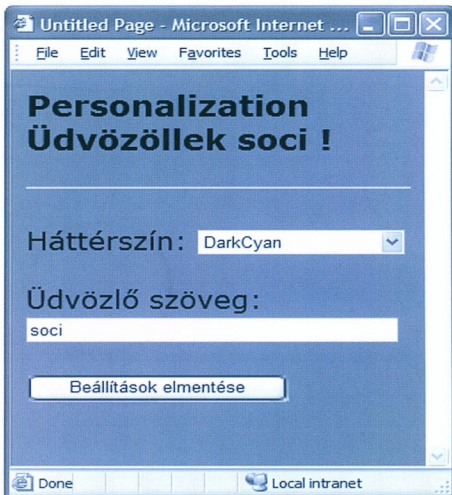 Untitled Page - Microsoft Internet ...
File Edit View Favorites Tools Help
Personalization
Üdvözöllek soci !
Háttérszín: DarkCyan
Üdvözlő szöveg:
soci
Beállítások elmentése
Done Local intranet